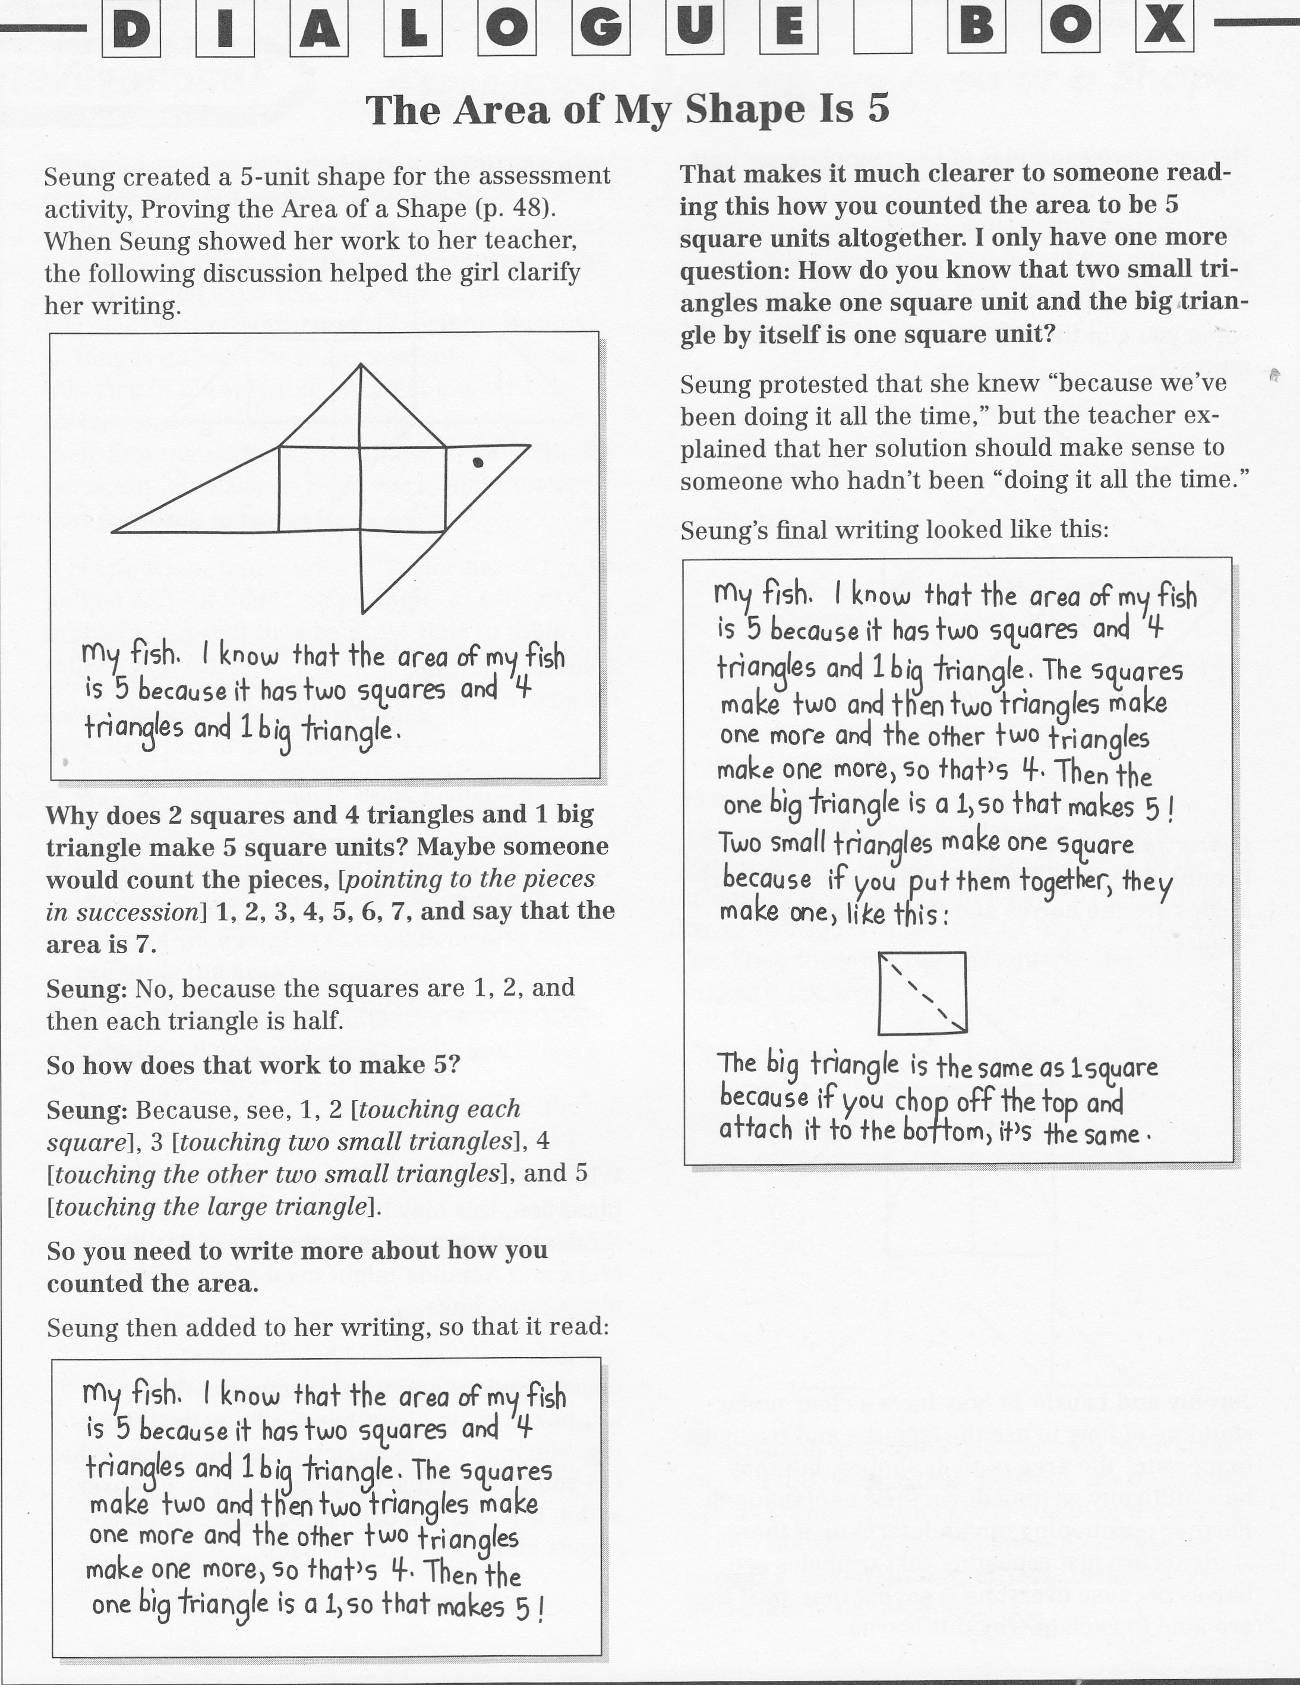 DIALOGUE BOX
The Area of My Shape Is 5
Seung created a 5-unit shape for the assessment
activity, Proving the Area of a Shape (p. 48).
When Seung showed her work to her teacher,
the following discussion helped the girl clarify
her writing.
My fish. I know that the area of my fish
is 5 because it has two squares and 4
triangles and 1 big triangle.
Why does 2 squares and 4 triangles and 1 big
triangle make 5 square units? Maybe someone
would count the pieces, [pointing to the pieces
in succession] 1, 2, 3, 4, 5, 6, 7, and say that the
area is 7.
Seung: No, because the squares are 1, 2, and
then each triangle is half.
So how does that work to make 5?
Seung: Because, see, 1, 2 [touching each
square], 3 [touching two small triangles], 4
[touching the other two small triangles], and 5
[touching the large triangle].
So you need to write more about how you
counted the area.
Seung then added to her writing, so that it read:
My fish. I know that the area of my fish
is 5 because it has two squares and 4
triangles and 1 big triangle. The squares
make two and then two triangles make
one more and the other two triangles
make one more, so that's 4. Then the
one big triangle is a 1, so that makes 5!
That makes it much clearer to someone read-
ing this how you counted the area to be 5
square units altogether. I only have one more
question: How do you know that two small tri-
angles make one square unit and the big trian-
gle by itself is one square unit?
Seung protested that she knew “because we’ve
been doing it all the time,” but the teacher ex-
plained that her solution should make sense to
someone who hadn’t been “doing it all the time.”
Seung’s final writing looked like this:
My fish. I know that the area of my fish
is 5 because it has two squares and 4
triangles and 1 big triangle. The squares
make two and then two triangles make
one more and the other two triangles
make one more, so that's 4. Then the
one big triangle is a 1, so that makes 5!
Two small triangles make one square
because if you put them together, they
make one, like this:
The big triangle is the same as 1 square
because if you chop off the top and
attach it to the bottom, it's the same.